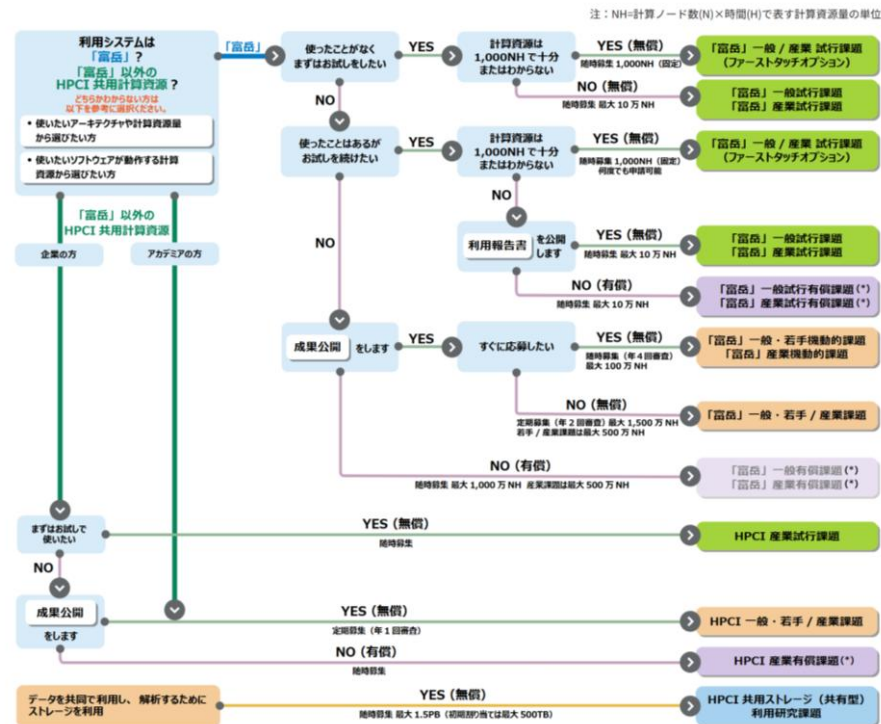 注：NH=計算ノード数(N)×時間(H)で表す計算資源量の単位
利用システムは
「富岳」？
「富岳」以外の
HPCI 共用計算資源？
どちらかわからない方は
以下を参考に選択ください。
• 使いたいアーキテクチャや計算資源量
から選びたい方
• 使いたいソフトウェアが動作する計算
資源から選びたい方
「富岳」
使ったことがなく
まずはお試しをしたい
YES
計算資源は
1,000NHで十分
またはわからない
YES (無償)
随時募集 1,000NH (固定)
「富岳」一般 / 産業 試行課題
(ファーストタッチオプション)
NO (無償)
随時募集 最大 10 万 NH
「富岳」一般試行課題
「富岳」産業試行課題
NO
使ったことはあるが
お試しを続けたい
YES
計算資源は
1,000NHで十分
またはわからない
YES (無償)
随時募集 1,000NH (固定)
何度でも申請可能
「富岳」一般 / 産業 試行課題
(ファーストタッチオプション)
NO
利用報告書 を公開
します
YES (無償)
随時募集 最大 10 万 NH
「富岳」一般試行課題
「富岳」産業試行課題
NO (有償)
随時募集 最大 10 万 NH
「富岳」一般試行有償課題(*)
「富岳」産業試行有償課題(*)
NO
成果公開 をします
YES
すぐに応募したい
YES (無償)
随時募集 (年 4 回審査)
最大 100 万 NH
「富岳」一般・若手機動的課題
「富岳」産業機動的課題
NO (無償)
定期募集 (年 2 回審査) 最大 1,500 万 NH
若手 / 産業課題は最大 500 万 NH
「富岳」一般・若手 / 産業課題
NO (有償)
随時募集 最大 1,000 万 NH 産業課題は最大 500 万 NH
「富岳」一般有償課題(*)
「富岳」産業有償課題(*)
「富岳」以外の
HPCI 共用計算資源
企業の方
アカデミアの方
まずはお試しで
使いたい
YES (無償)
随時募集
HPCI 産業試行課題
NO
成果公開
をします
YES (無償)
定期募集 (年 1 回審査)
HPCI 一般・若手 / 産業課題
NO (有償)
随時募集
HPCI 産業有償課題(*)
データを共同で利用し、解析するために
ストレージを利用
YES (無償)
随時募集 最大 1.5PB (初期割り当ては最大 500TB)
HPCI 共用ストレージ (共有型)
利用研究課題